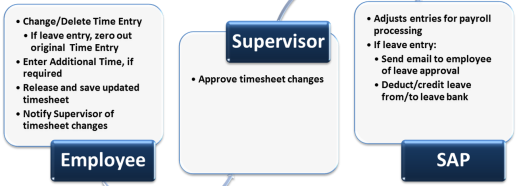 • Change/Delete Time Entry
• If leave entry, zero out
original Time Entry
• Enter Additional Time, if
required
• Release and save updated
timesheet
• Notify Supervisor of
timesheet changes
Employee
Supervisor
• Approve timesheet changes
• Adjusts entries for payroll
processing
• If leave entry:
• Send email to employee
of leave approval
• Deduct/credit leave
from/to leave bank
SAP